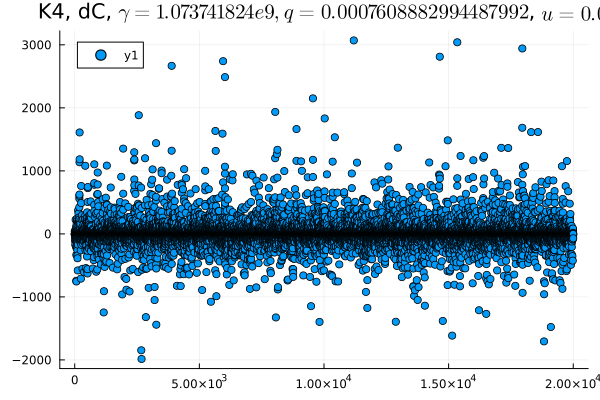 K4, dC, γ = 1.073741824e9, q = 0.0007608882994487992, u = 0.0
y1
3000
2000
1000
0
−1000
−2000
0 5.00×10³ 1.00×10⁴ 1.50×10⁴ 2.00×10⁴